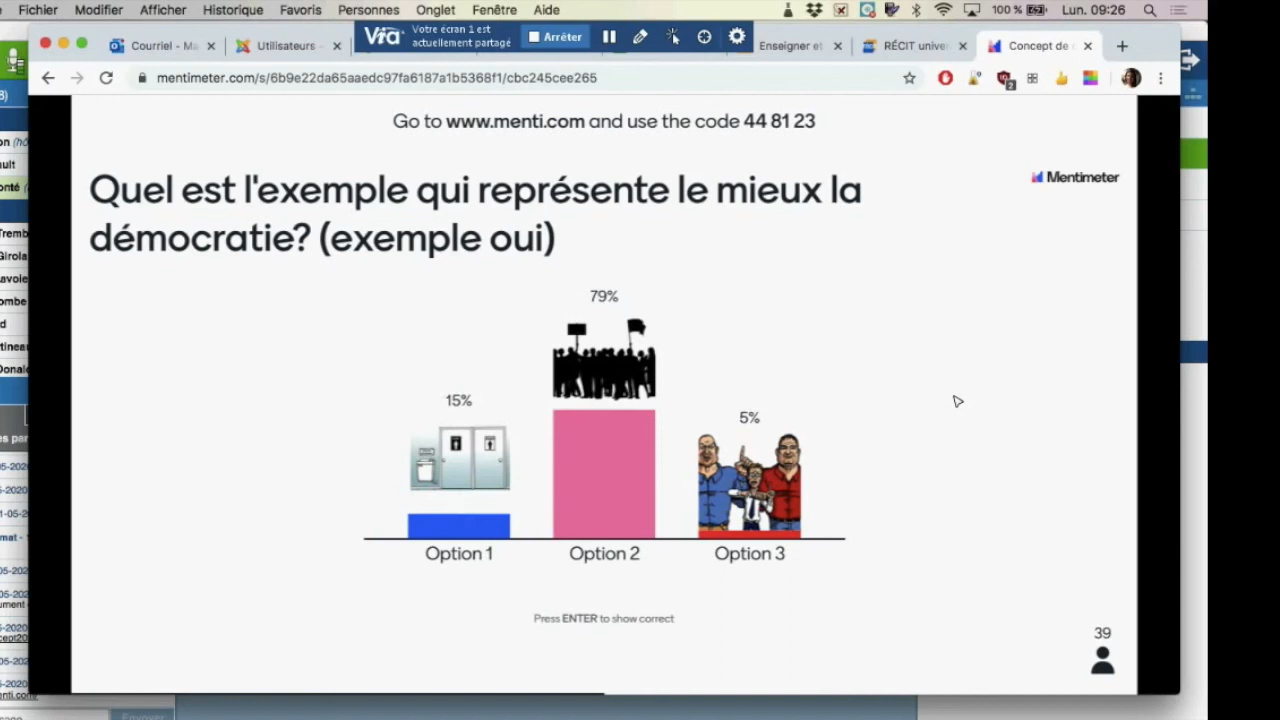 Fichier Modifier Afficher Historique Favoris Personnes Onglet Fenêtre Aide 100 % Lun. 09:26
Courriel - Ma Utilisateurs - Via Votre écran 1 est actuellement partagé Arrêter Enseigner et RÉCIT unive Concept de
mentimeter.com/s/6b9e22da65aaedc97fa6187a1b5368f1/cbc245cee265
Go to www.menti.com and use the code 44 81 23
Mentimeter
Quel est l'exemple qui représente le mieux la
démocratie? (exemple oui)
79%
15%
5%
Option 1 Option 2 Option 3
Press ENTER to show correct
39
Envoyer